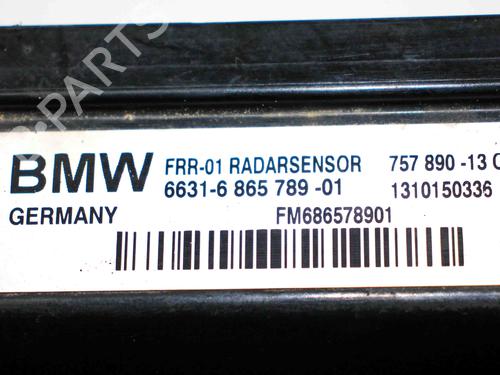 BMW FRR-01 RADARSENSOR 757 890 -13
6631-6 865 789 -01 1310150336
GERMANY FM686578901